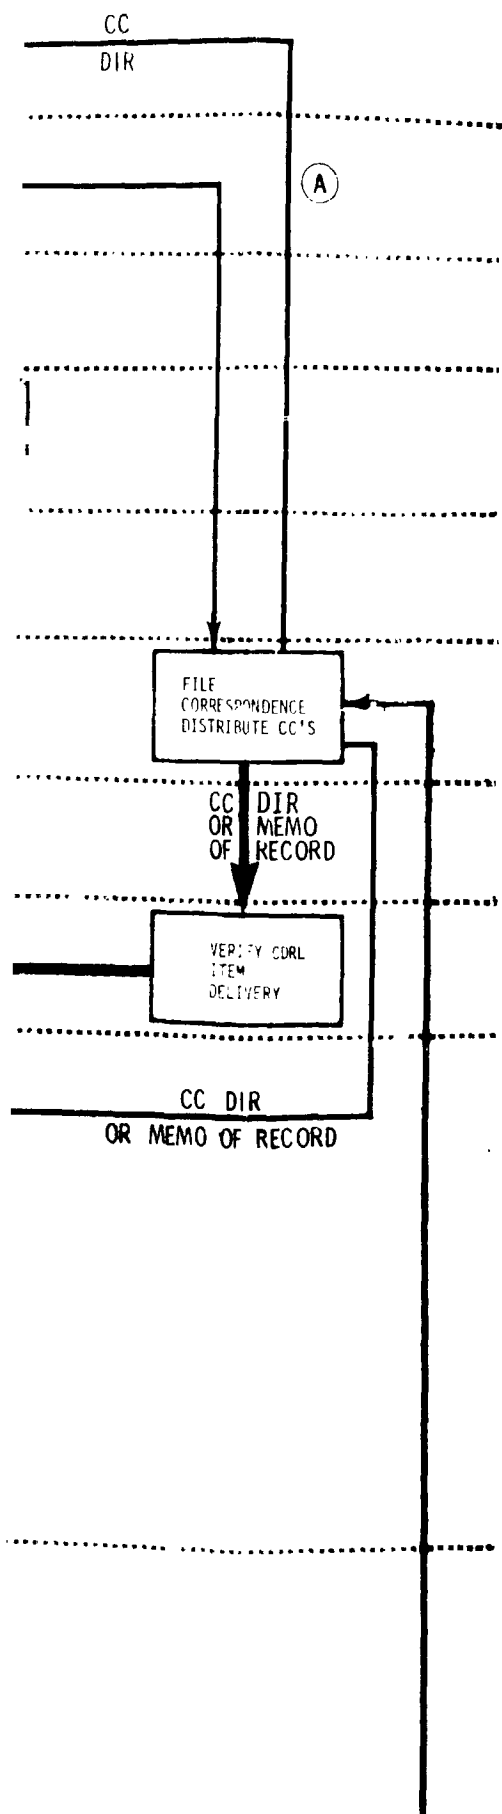 CC
DIR
A
FILE
CORRESPONDENCE
DISTRIBUTE CC'S
CC DIR
OR MEMO
OF RECORD
VERIFY CDRL
ITEM
DELIVERY
CC DIR
OR MEMO OF RECORD